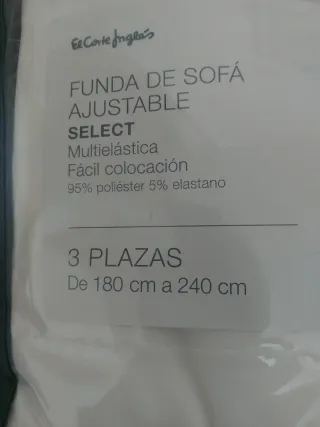 El Corte Inglés
FUNDA DE SOFÁ
AJUSTABLE
SELECT
Multielástica
Fácil colocación
95% poliéster 5% elastano
3 PLAZAS
De 180 cm a 240 cm